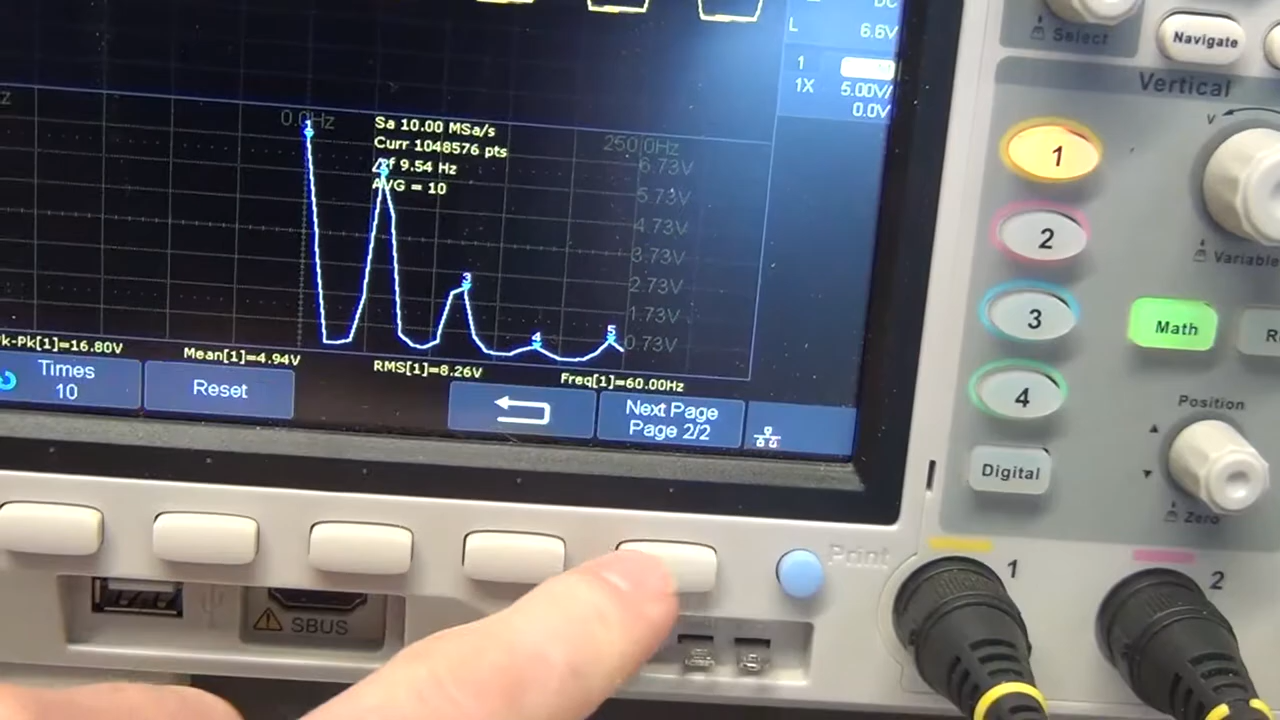 DC
L
6.6V
1
1X
5.00V/
0.0V
0.0Hz
Sa 10.00 MSa/s
Curr 1048576 pts
Δf 9.54 Hz
AVG = 10
250.0Hz
6.73V
5.73V
4.73V
3.73V
2.73V
1.73V
0.73V
1
2
3
4
5
Pk-Pk[1]=16.80V
Mean[1]=4.94V
RMS[1]=8.26V
Freq[1]=60.00Hz
Times
10
Reset
Next Page
Page 2/2
Select
Navigate
Vertical
V
1
2
3
4
Variable
Math
Digital
Position
Zero
Print
SBUS
1
2